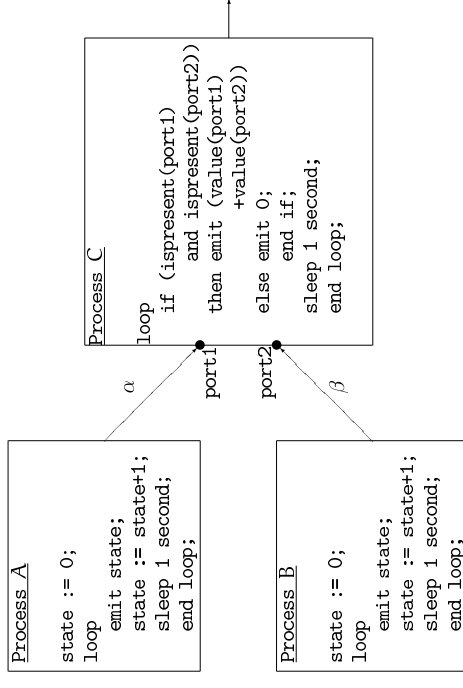 Process A
state := 0;
loop
emit state;
state := state+1;
sleep 1 second;
end loop;
Process B
state := 0;
loop
emit state;
state := state+1;
sleep 1 second;
end loop;
α
β
port1
port2
Process C
loop
if (ispresent(port1)
and ispresent(port2))
then emit (value(port1)
+value(port2))
else emit 0;
end if;
sleep 1 second;
end loop;